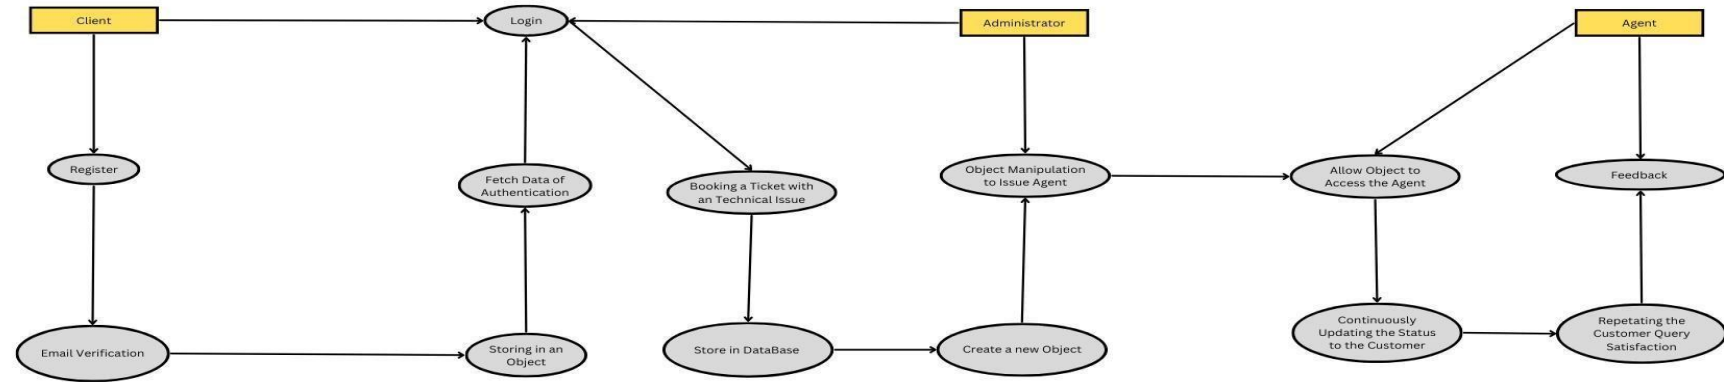 Client
Login
Administrator
Agent
Register
Fetch Data of
Authentication
Booking a Ticket with
an Technical Issue
Object Manipulation
to Issue Agent
Allow Object to
Access the Agent
Feedback
Email Verification
Storing in an
Object
Store in DataBase
Create a new Object
Continuously
Updating the Status
to the Customer
Repetating the
Customer Query
Satisfaction